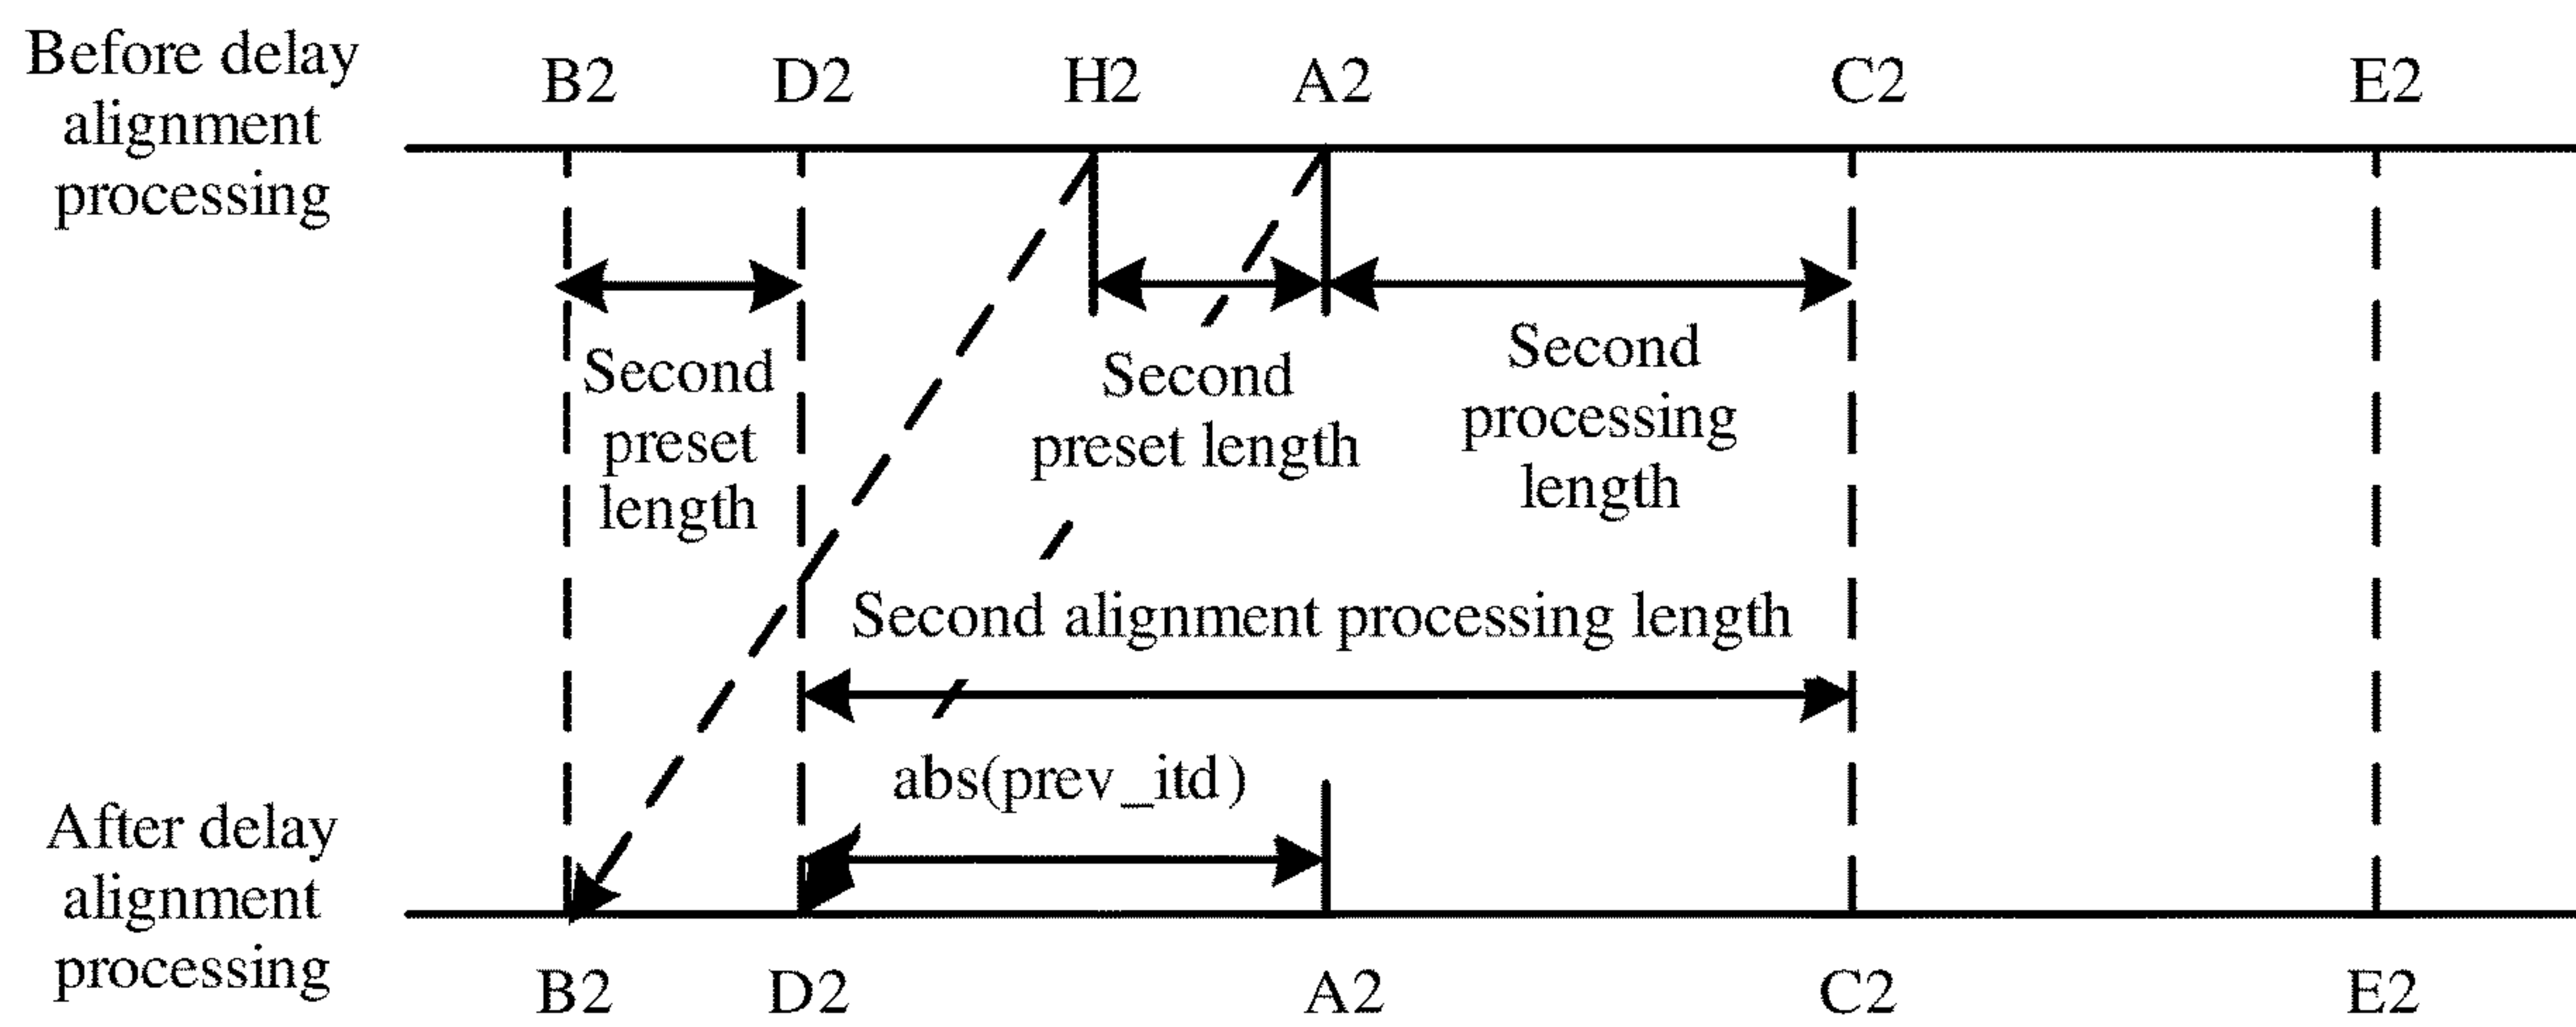 Before delay
alignment
processing
B2 D2 H2 A2 C2 E2
Second
preset
length
Second
preset length
Second
processing
length
Second alignment processing length
abs(prev_itd)
After delay
alignment
processing
B2 D2 A2 C2 E2